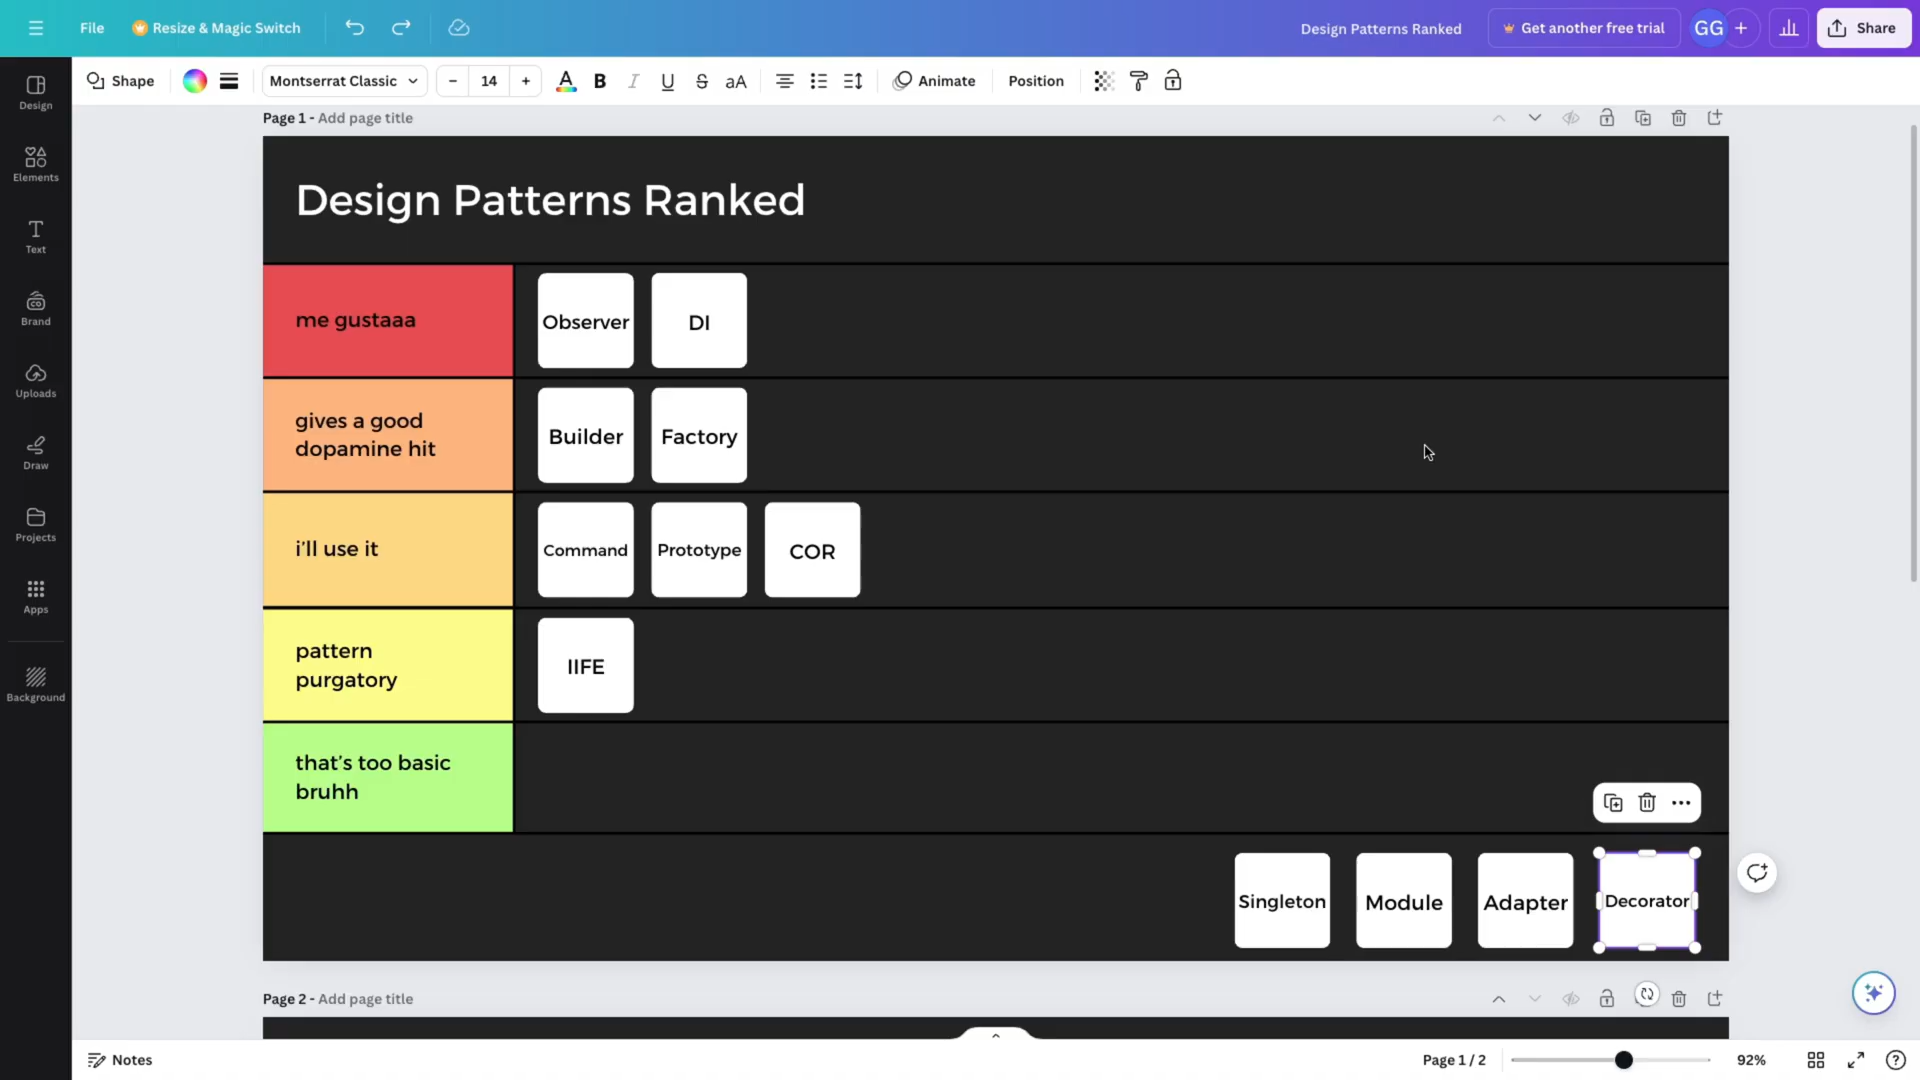 File
Resize & Magic Switch
Design Patterns Ranked
Get another free trial
GG
Share
Shape
Montserrat Classic
14
A
B
I
U
S
aA
Animate
Position
Design
Elements
Text
Brand
Uploads
Draw
Projects
Apps
Background
Page 1 - Add page title
Design Patterns Ranked
me gustaaa
Observer
DI
gives a good
dopamine hit
Builder
Factory
i'll use it
Command
Prototype
COR
pattern
purgatory
IIFE
that's too basic
bruhh
Singleton
Module
Adapter
Decorator
Page 2 - Add page title
Notes
Page 1 / 2
92%